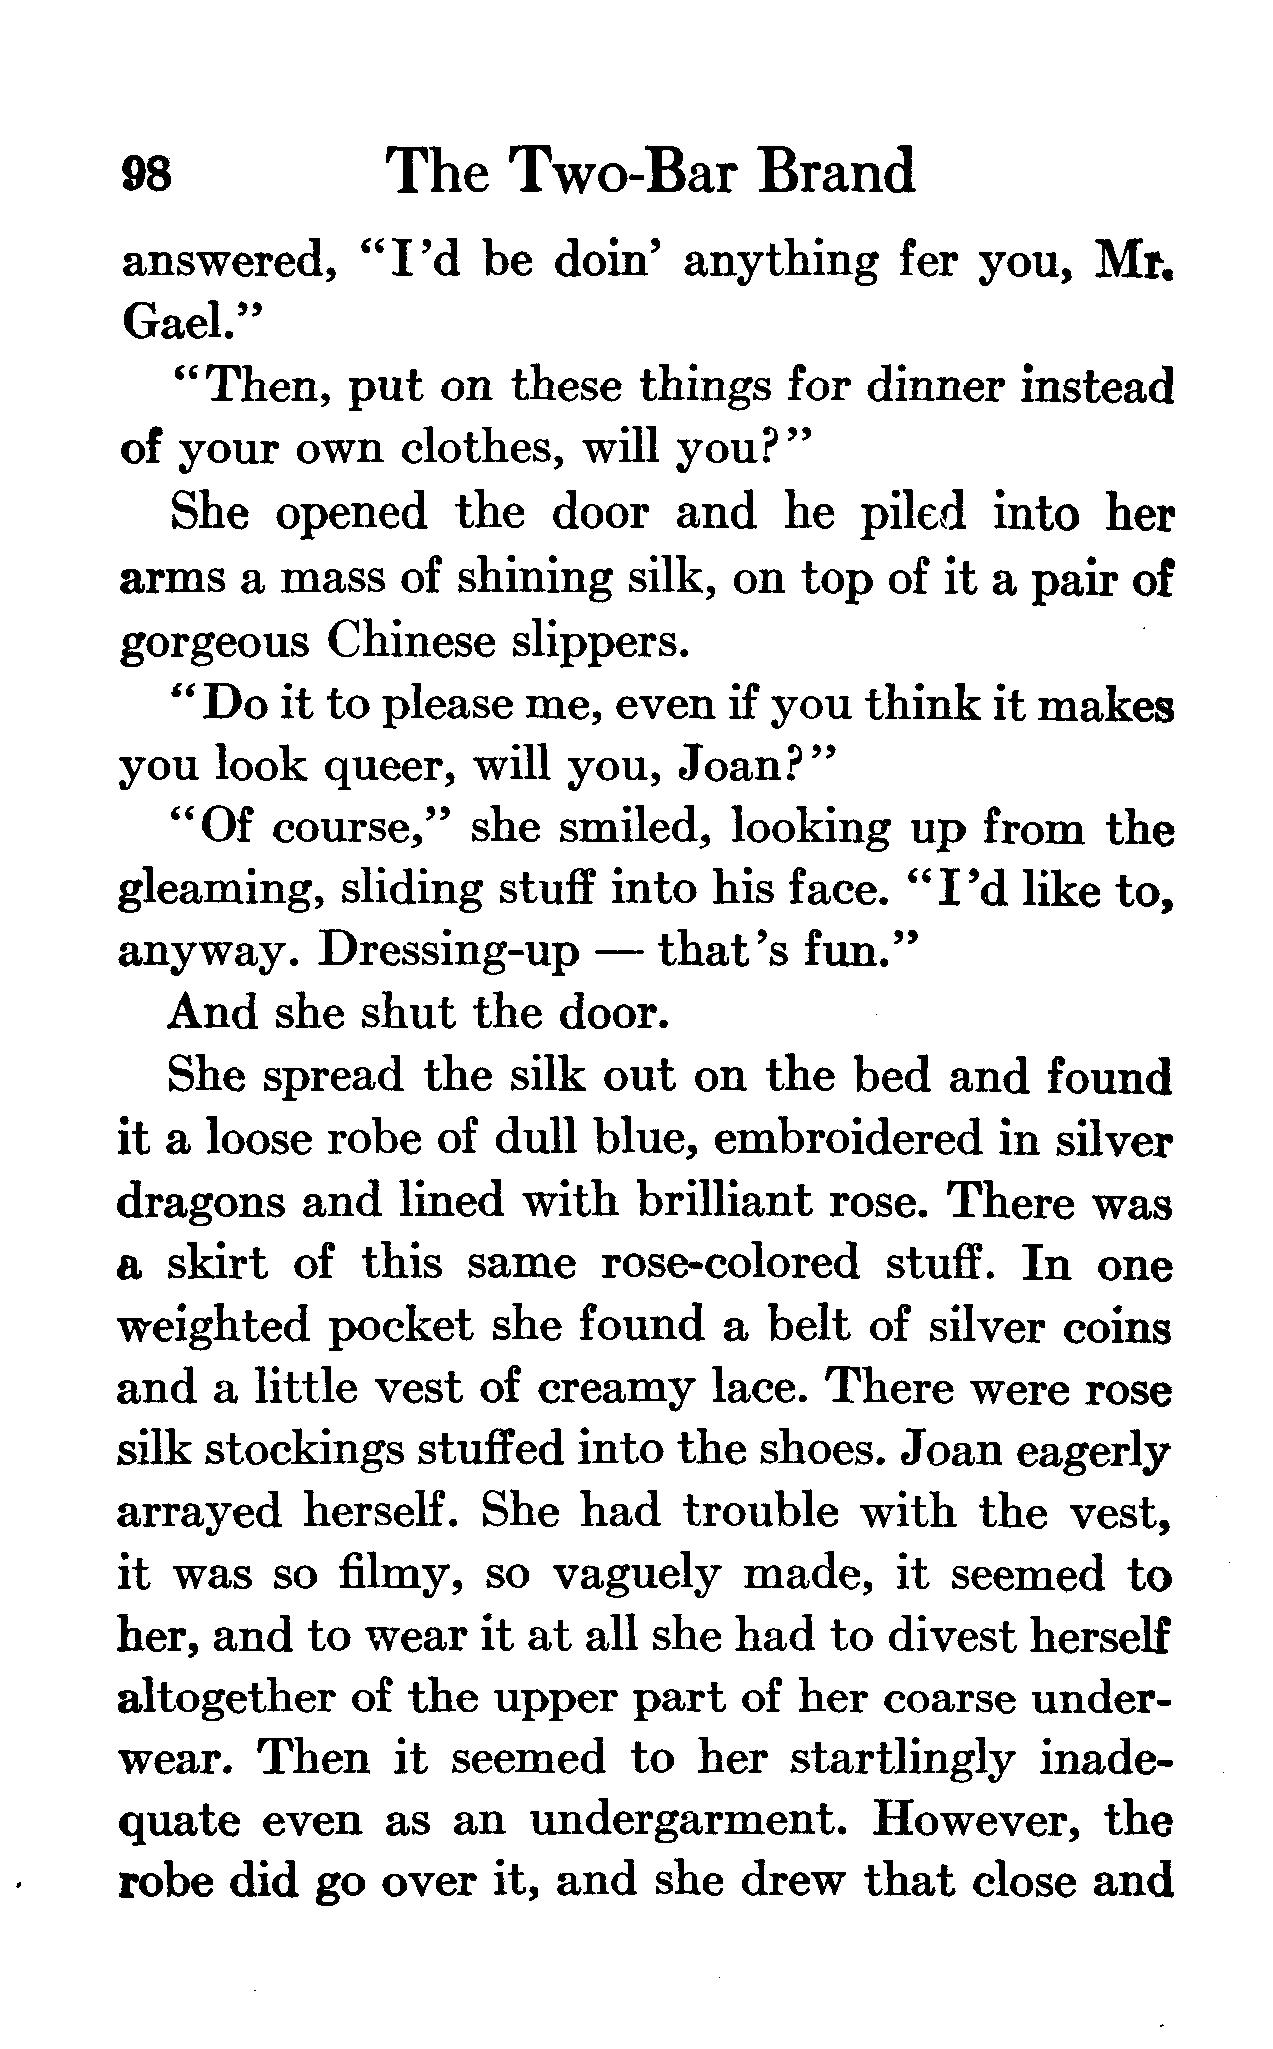 98 The Two-Bar Brand
answered, “I’d be doin’ anything fer you, Mr.
Gael.”
“Then, put on these things for dinner instead
of your own clothes, will you?”
She opened the door and he piled into her
arms a mass of shining silk, on top of it a pair of
gorgeous Chinese slippers.
“Do it to please me, even if you think it makes
you look queer, will you, Joan?”
“Of course,” she smiled, looking up from the
gleaming, sliding stuff into his face. “I’d like to,
anyway. Dressing-up — that’s fun.”
And she shut the door.
She spread the silk out on the bed and found
it a loose robe of dull blue, embroidered in silver
dragons and lined with brilliant rose. There was
a skirt of this same rose-colored stuff. In one
weighted pocket she found a belt of silver coins
and a little vest of creamy lace. There were rose
silk stockings stuffed into the shoes. Joan eagerly
arrayed herself. She had trouble with the vest,
it was so filmy, so vaguely made, it seemed to
her, and to wear it at all she had to divest herself
altogether of the upper part of her coarse under-
wear. Then it seemed to her startlingly inade-
quate even as an undergarment. However, the
robe did go over it, and she drew that close and